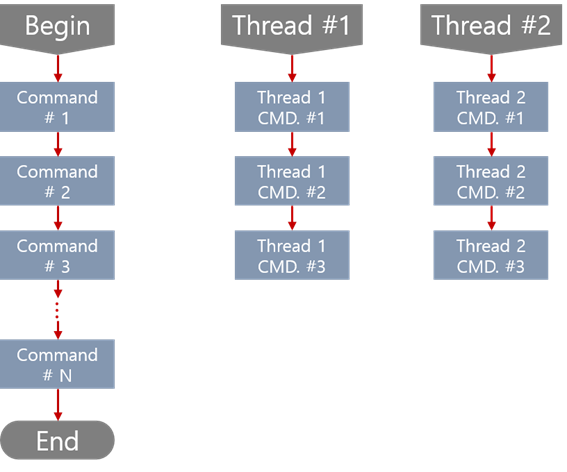 Begin
Command
# 1
Command
# 2
Command
# 3
Command
# N
End
Thread #1
Thread 1
CMD. #1
Thread 1
CMD. #2
Thread 1
CMD. #3
Thread #2
Thread 2
CMD. #1
Thread 2
CMD. #2
Thread 2
CMD. #3